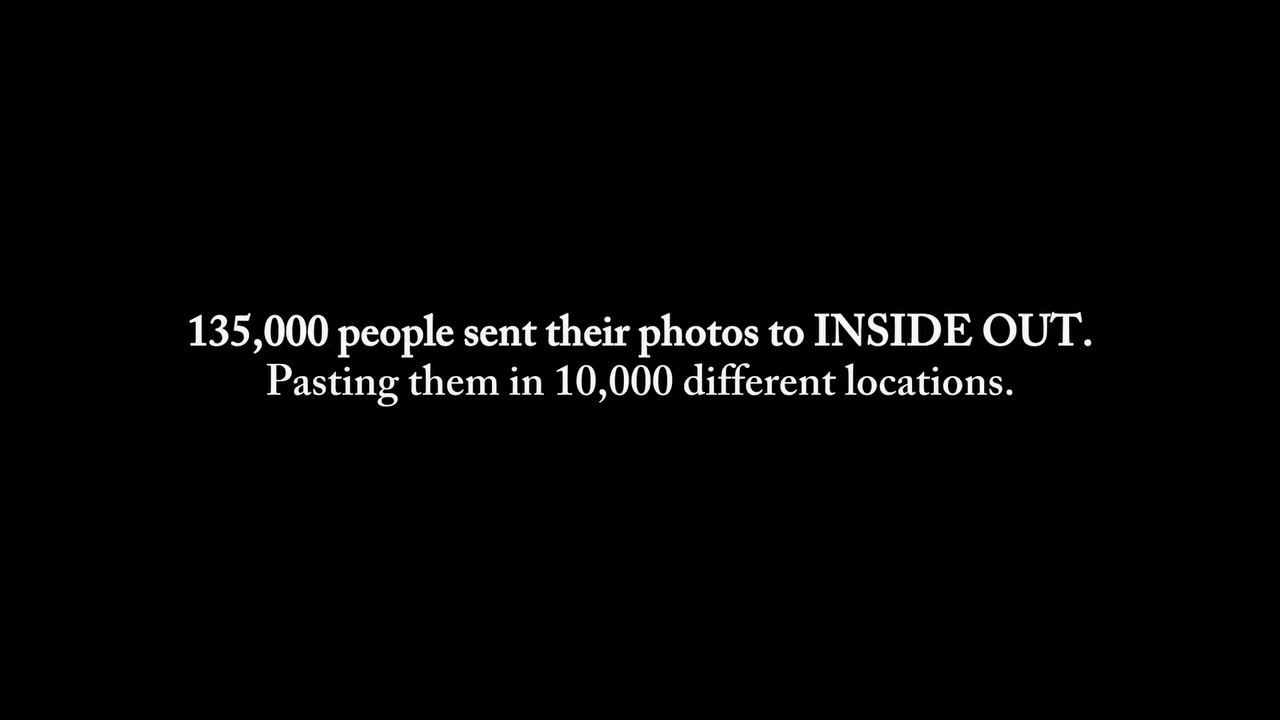 135,000 people sent their photos to INSIDE OUT.
Pasting them in 10,000 different locations.